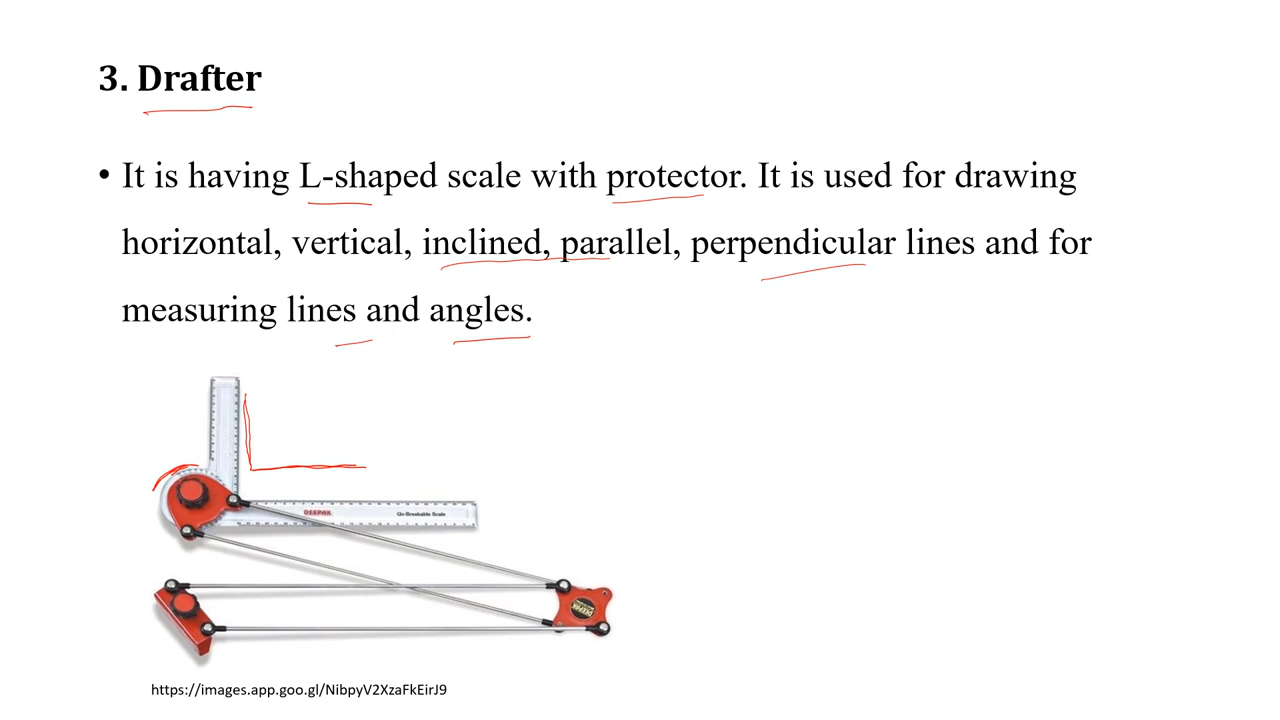 3. Drafter
• It is having L-shaped scale with protector. It is used for drawing
horizontal, vertical, inclined, parallel, perpendicular lines and for
measuring lines and angles.
DEEPAK
Un-Breakable Scale
DEEPAK
https://images.app.goo.gl/NibpyV2XzaFkEirJ9